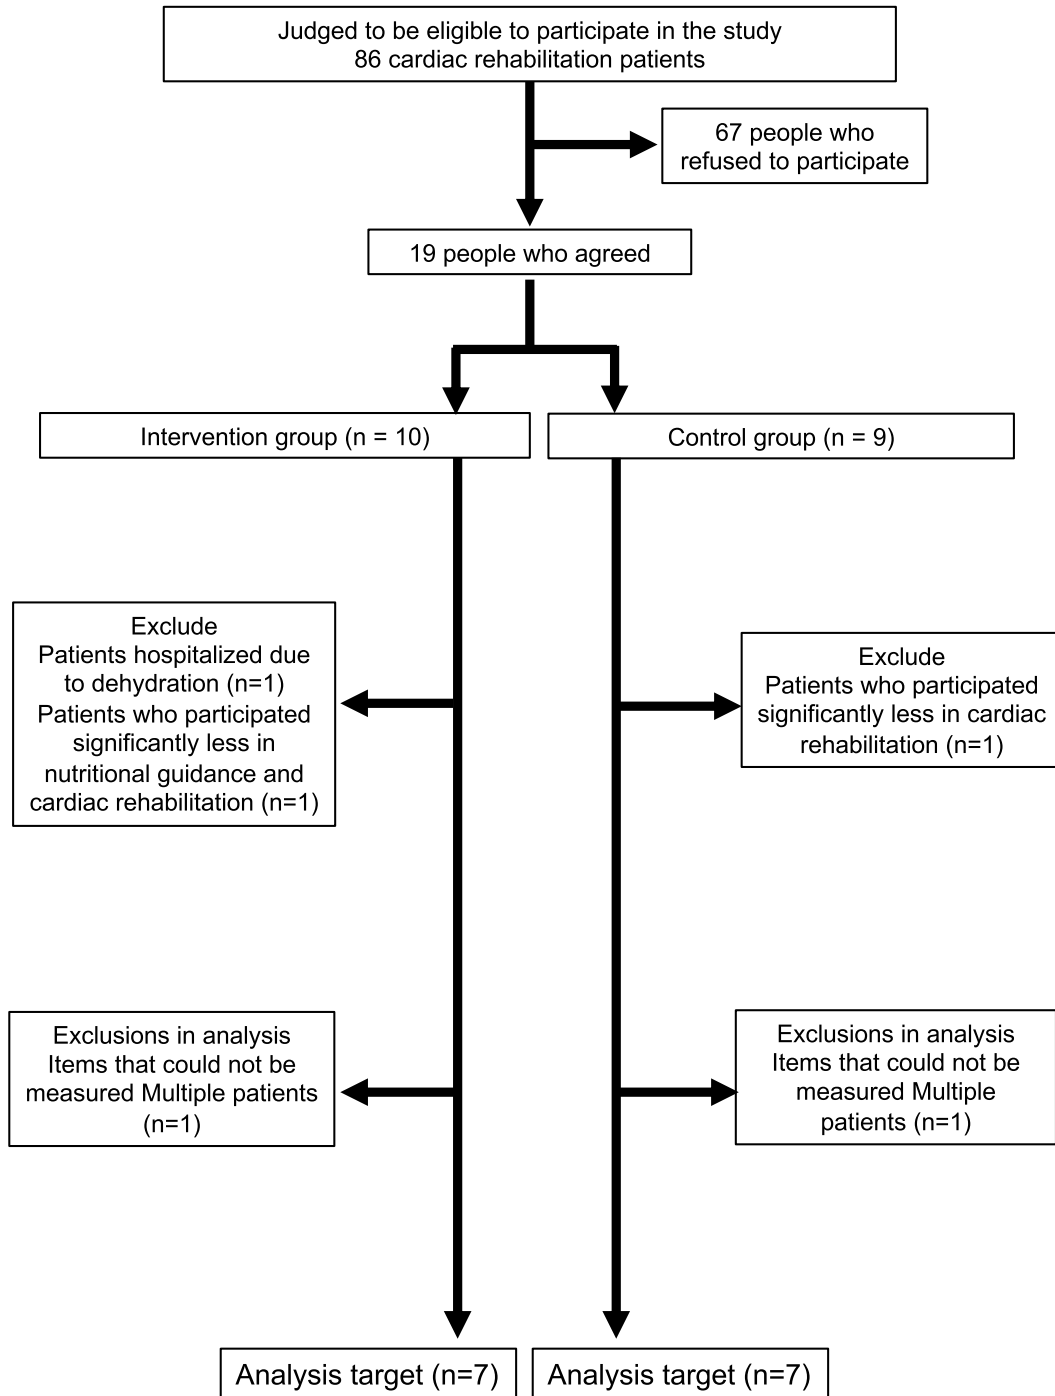 Judged to be eligible to participate in the study
86 cardiac rehabilitation patients
67 people who
refused to participate
19 people who agreed
Intervention group (n = 10)
Control group (n = 9)
Exclude
Patients hospitalized due
to dehydration (n=1)
Patients who participated
significantly less in
nutritional guidance and
cardiac rehabilitation (n=1)
Exclude
Patients who participated
significantly less in cardiac
rehabilitation (n=1)
Exclusions in analysis
Items that could not be
measured Multiple patients
(n=1)
Exclusions in analysis
Items that could not be
measured Multiple
patients (n=1)
Analysis target (n=7)
Analysis target (n=7)